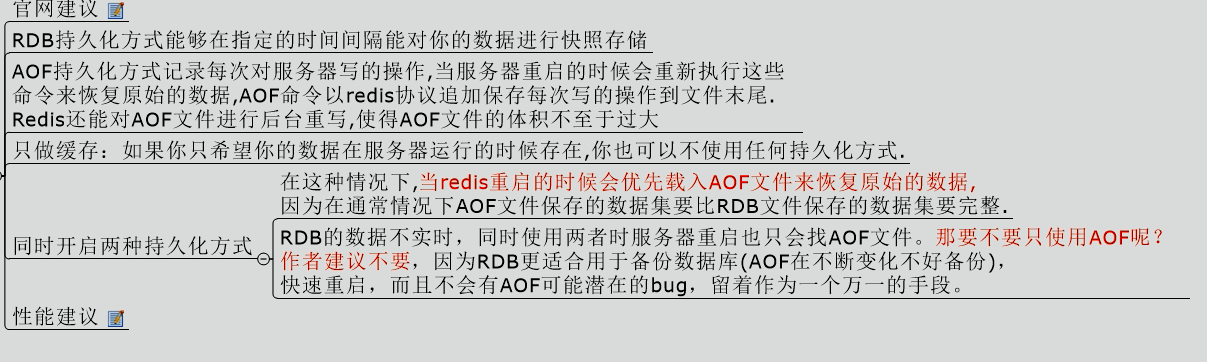 官网建议
RDB持久化方式能够在指定的时间间隔能对你的数据进行快照存储
AOF持久化方式记录每次对服务器写的操作,当服务器重启的时候会重新执行这些
命令来恢复原始的数据,AOF命令以redis协议追加保存每次写的操作到文件末尾.
Redis还能对AOF文件进行后台重写,使得AOF文件的体积不至于过大
只做缓存：如果你只希望你的数据在服务器运行的时候存在,你也可以不使用任何持久化方式.
同时开启两种持久化方式
在这种情况下,当redis重启的时候会优先载入AOF文件来恢复原始的数据,
因为在通常情况下AOF文件保存的数据集要比RDB文件保存的数据集要完整.
RDB的数据不实时，同时使用两者时服务器重启也只会找AOF文件。那要不要只使用AOF呢？
作者建议不要，因为RDB更适合用于备份数据库(AOF在不断变化不好备份)，
快速重启，而且不会有AOF可能潜在的bug，留着作为一个万一的手段。
性能建议